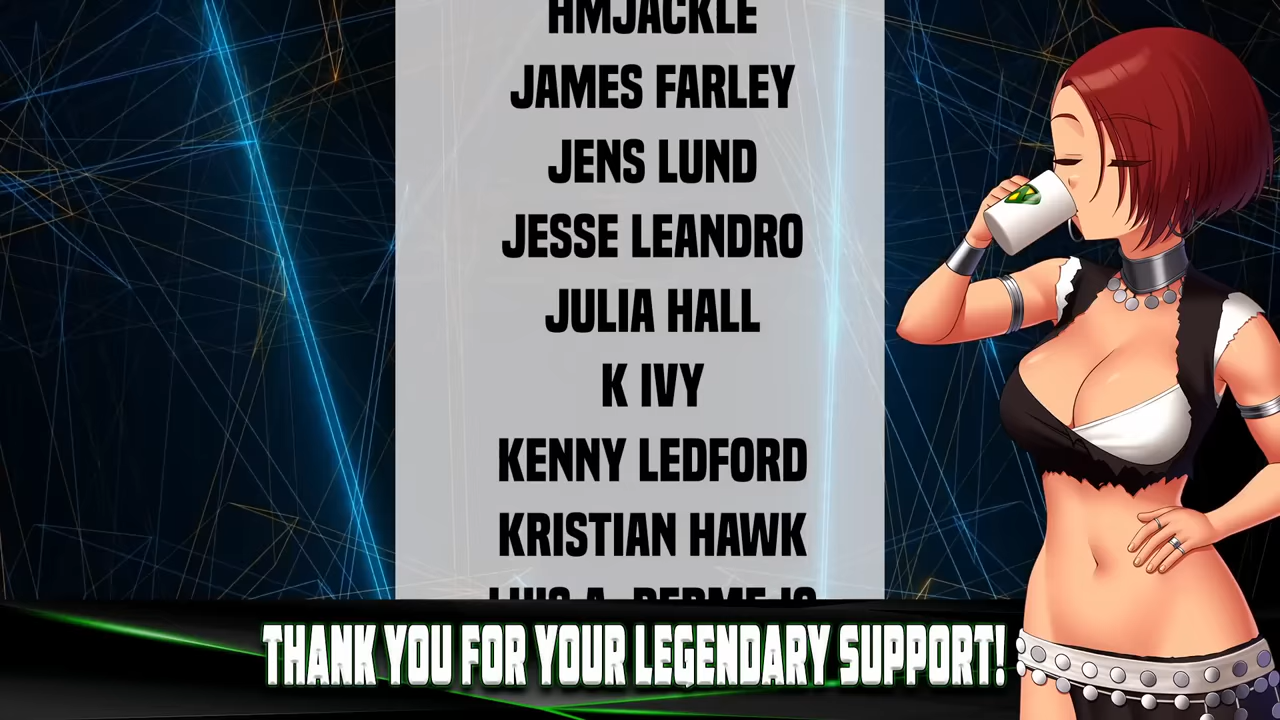 HMJACKLE
JAMES FARLEY
JENS LUND
JESSE LEANDRO
JULIA HALL
K IVY
KENNY LEDFORD
KRISTIAN HAWK
LUIS A.
THANK YOU FOR YOUR LEGENDARY SUPPORT!